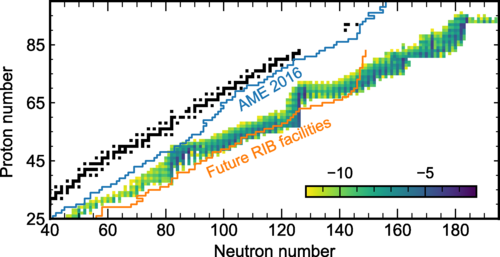 85
65
45
25
Proton number
AME 2016
Future RIB facilities
−10 −5
40 60 80 100 120 140 160 180
Neutron number